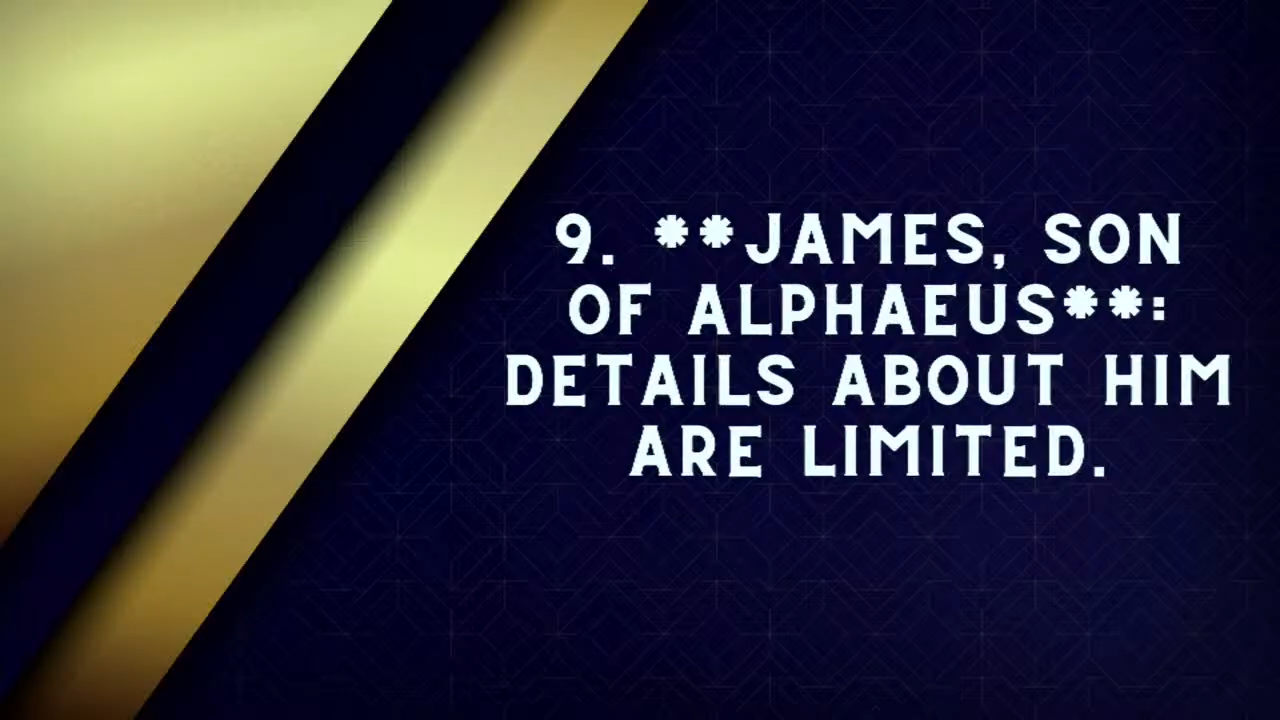 9. **JAMES, SON
OF ALPHAEUS**:
DETAILS ABOUT HIM
ARE LIMITED.